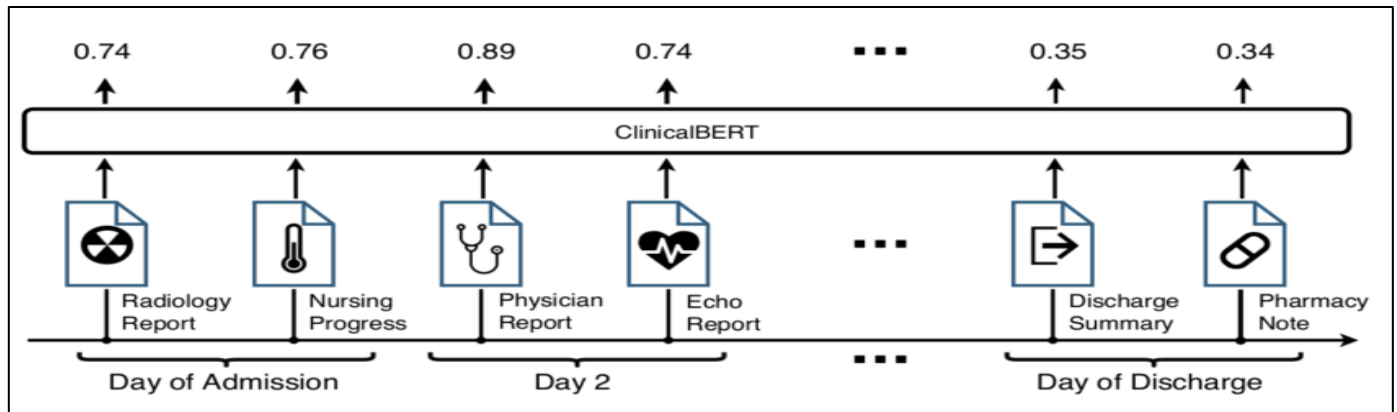 0.74 0.76 0.89 0.74 ... 0.35 0.34
ClinicalBERT
Radiology Report
Nursing Progress
Physician Report
Echo Report
...
Discharge Summary
Pharmacy Note
Day of Admission Day 2 ... Day of Discharge